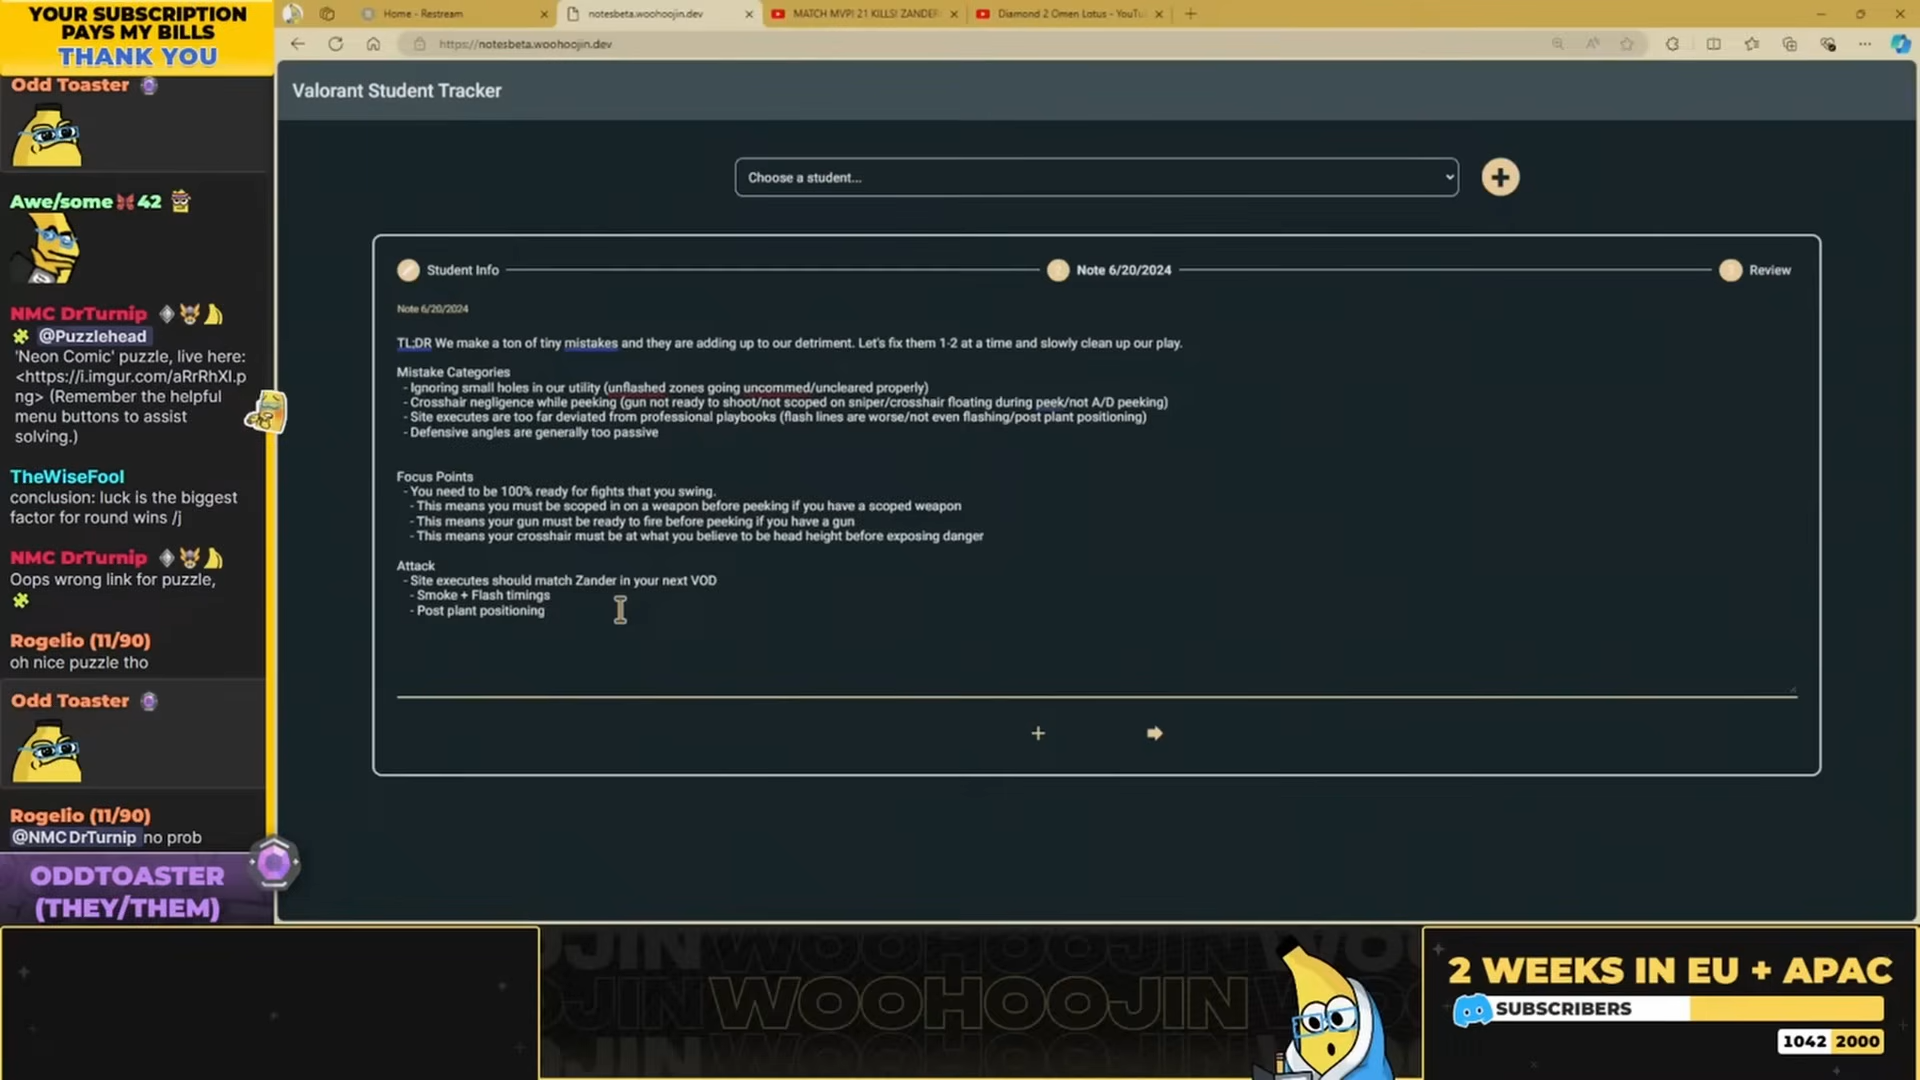 YOUR SUBSCRIPTION
PAYS MY BILLS
THANK YOU
Odd Toaster
Awe/some 42
NMC DrTurnip
@Puzzlehead
'Neon Comic' puzzle, live here:
<https://i.imgur.com/aRrRhXI.p
ng> (Remember the helpful
menu buttons to assist
solving.)
TheWiseFool
conclusion: luck is the biggest
factor for round wins /j
NMC DrTurnip
Oops wrong link for puzzle,
Rogelio (11/90)
oh nice puzzle tho
Odd Toaster
Rogelio (11/90)
@NMC DrTurnip no prob
ODDTOASTER
(THEY/THEM)
Home - Restream
notesbeta.woohoojin.dev
MATCH MVP! 21 KILLS! ZANDER
Diamond 2 Omen Lotus - YouTu
https://notesbeta.woohoojin.dev
Valorant Student Tracker
Choose a student...
Student Info
Note 6/20/2024
Review
Note 6/20/2024
TL;DR We make a ton of tiny mistakes and they are adding up to our detriment. Let's fix them 1-2 at a time and slowly clean up our play.
Mistake Categories
- Ignoring small holes in our utility (unflashed zones going uncommed/uncleared properly)
- Crosshair negligence while peeking (gun not ready to shoot/not scoped on sniper/crosshair floating during peek/not A/D peeking)
- Site executes are too far deviated from professional playbooks (flash lines are worse/not even flashing/post plant positioning)
- Defensive angles are generally too passive
Focus Points
- You need to be 100% ready for fights that you swing.
- This means you must be scoped in on a weapon before peeking if you have a scoped weapon
- This means your gun must be ready to fire before peeking if you have a gun
- This means your crosshair must be at what you believe to be head height before exposing danger
Attack
- Site executes should match Zander in your next VOD
- Smoke + Flash timings
- Post plant positioning
WOOHOOJIN
2 WEEKS IN EU + APAC
SUBSCRIBERS
1042 2000